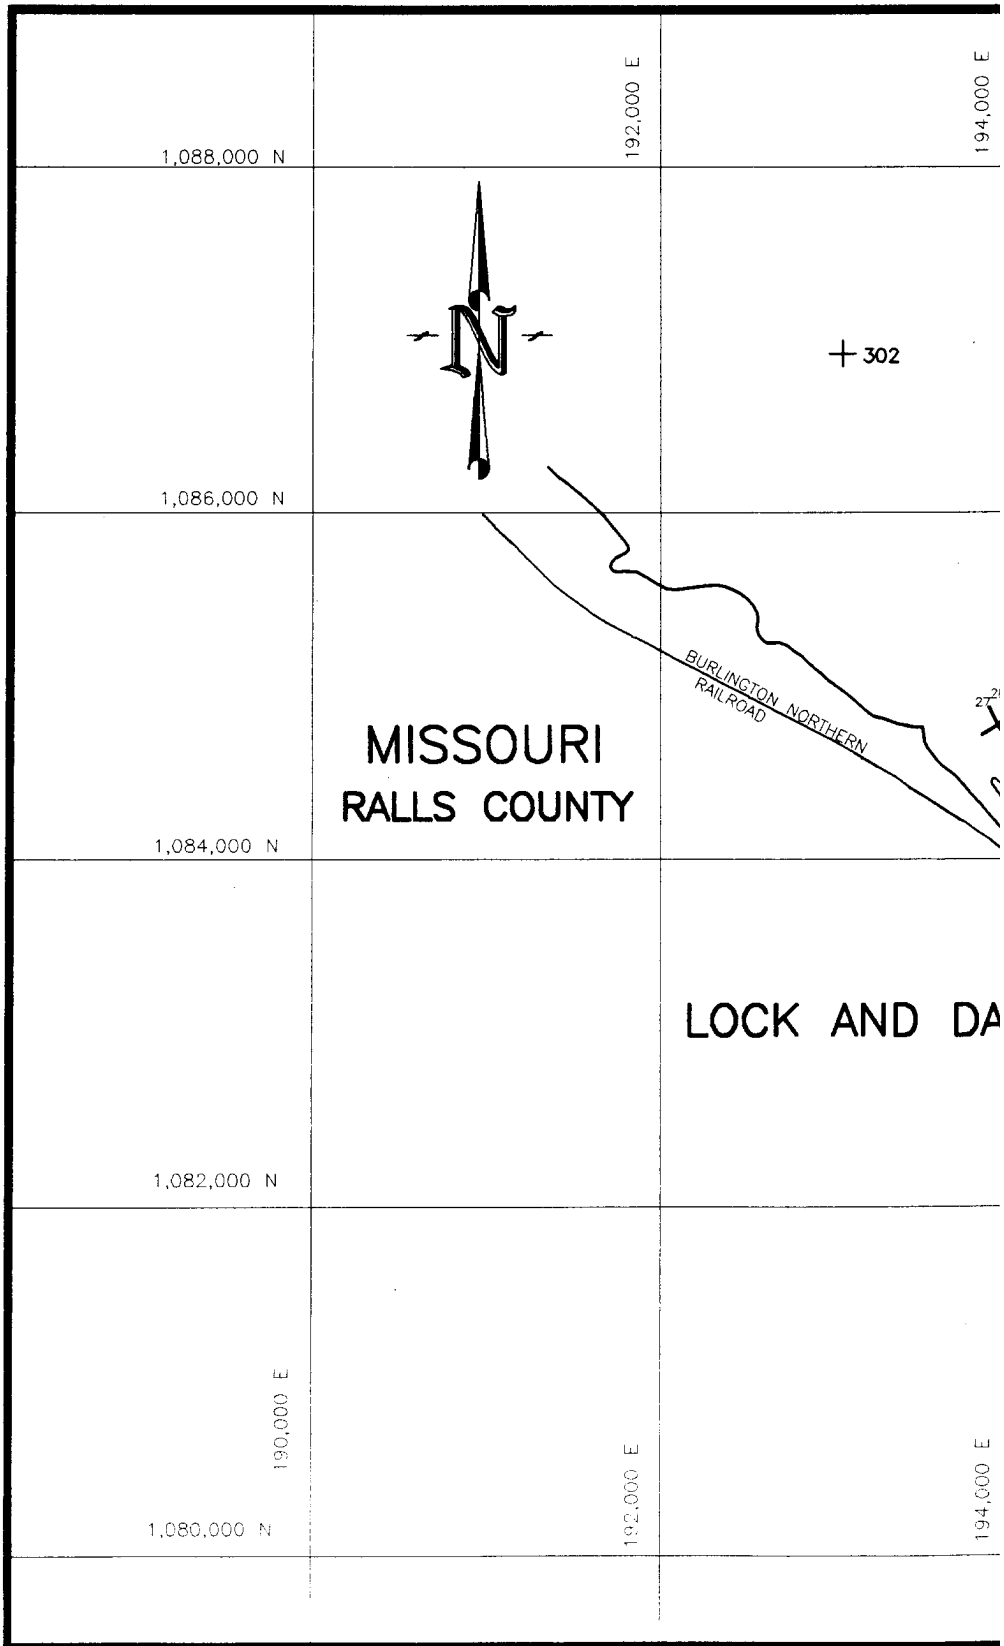 192,000 E
194,000 E
1,088,000 N
N
302
1,086,000 N
BURLINGTON NORTHERN
RAILROAD
27
MISSOURI
RALLS COUNTY
1,084,000 N
LOCK AND DA
1,082,000 N
190,000 E
192,000 E
194,000 E
1,080,000 N